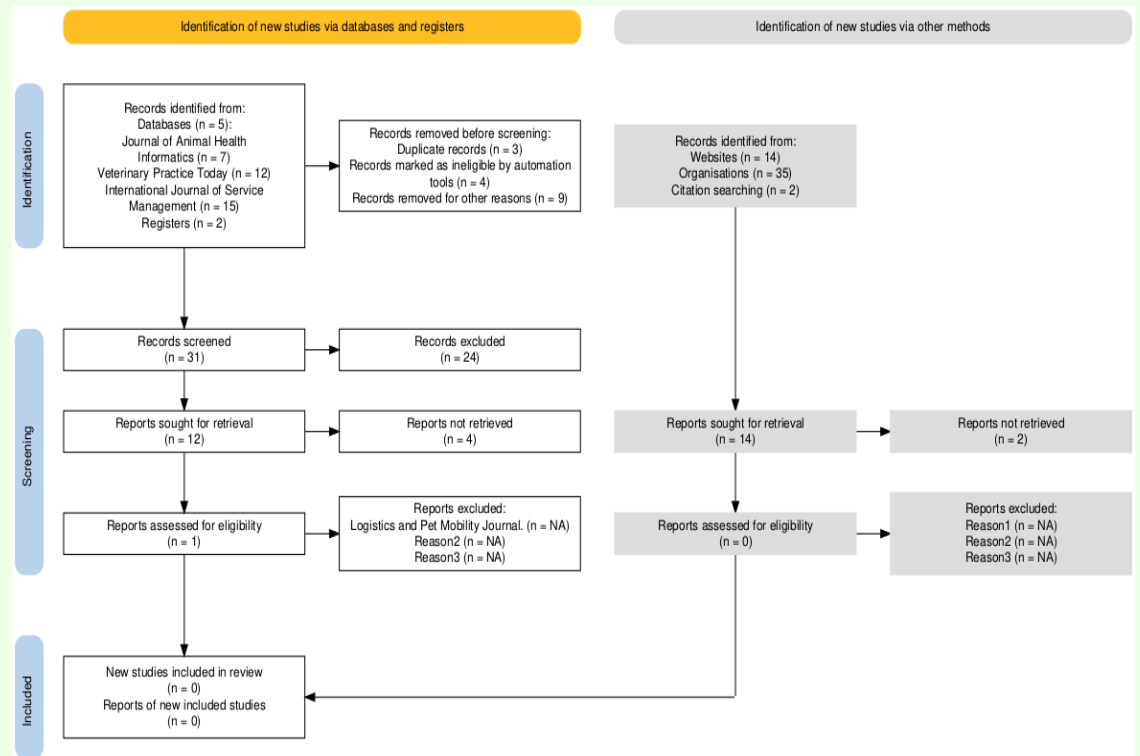 Identification of new studies via databases and registers
Identification of new studies via other methods
Identification
Records identified from:
Databases (n = 5):
Journal of Animal Health
Informatics (n = 7)
Veterinary Practice Today (n = 12)
International Journal of Service
Management (n = 15)
Registers (n = 2)
Records removed before screening:
Duplicate records (n = 3)
Records marked as ineligible by automation
tools (n = 4)
Records removed for other reasons (n = 9)
Records identified from:
Websites (n = 14)
Organisations (n = 35)
Citation searching (n = 2)
Screening
Records screened
(n = 31)
Records excluded
(n = 24)
Reports sought for retrieval
(n = 12)
Reports not retrieved
(n = 4)
Reports sought for retrieval
(n = 14)
Reports not retrieved
(n = 2)
Reports assessed for eligibility
(n = 1)
Reports excluded:
Logistics and Pet Mobility Journal. (n = NA)
Reason2 (n = NA)
Reason3 (n = NA)
Reports assessed for eligibility
(n = 0)
Reports excluded:
Reason1 (n = NA)
Reason2 (n = NA)
Reason3 (n = NA)
Included
New studies included in review
(n = 0)
Reports of new included studies
(n = 0)